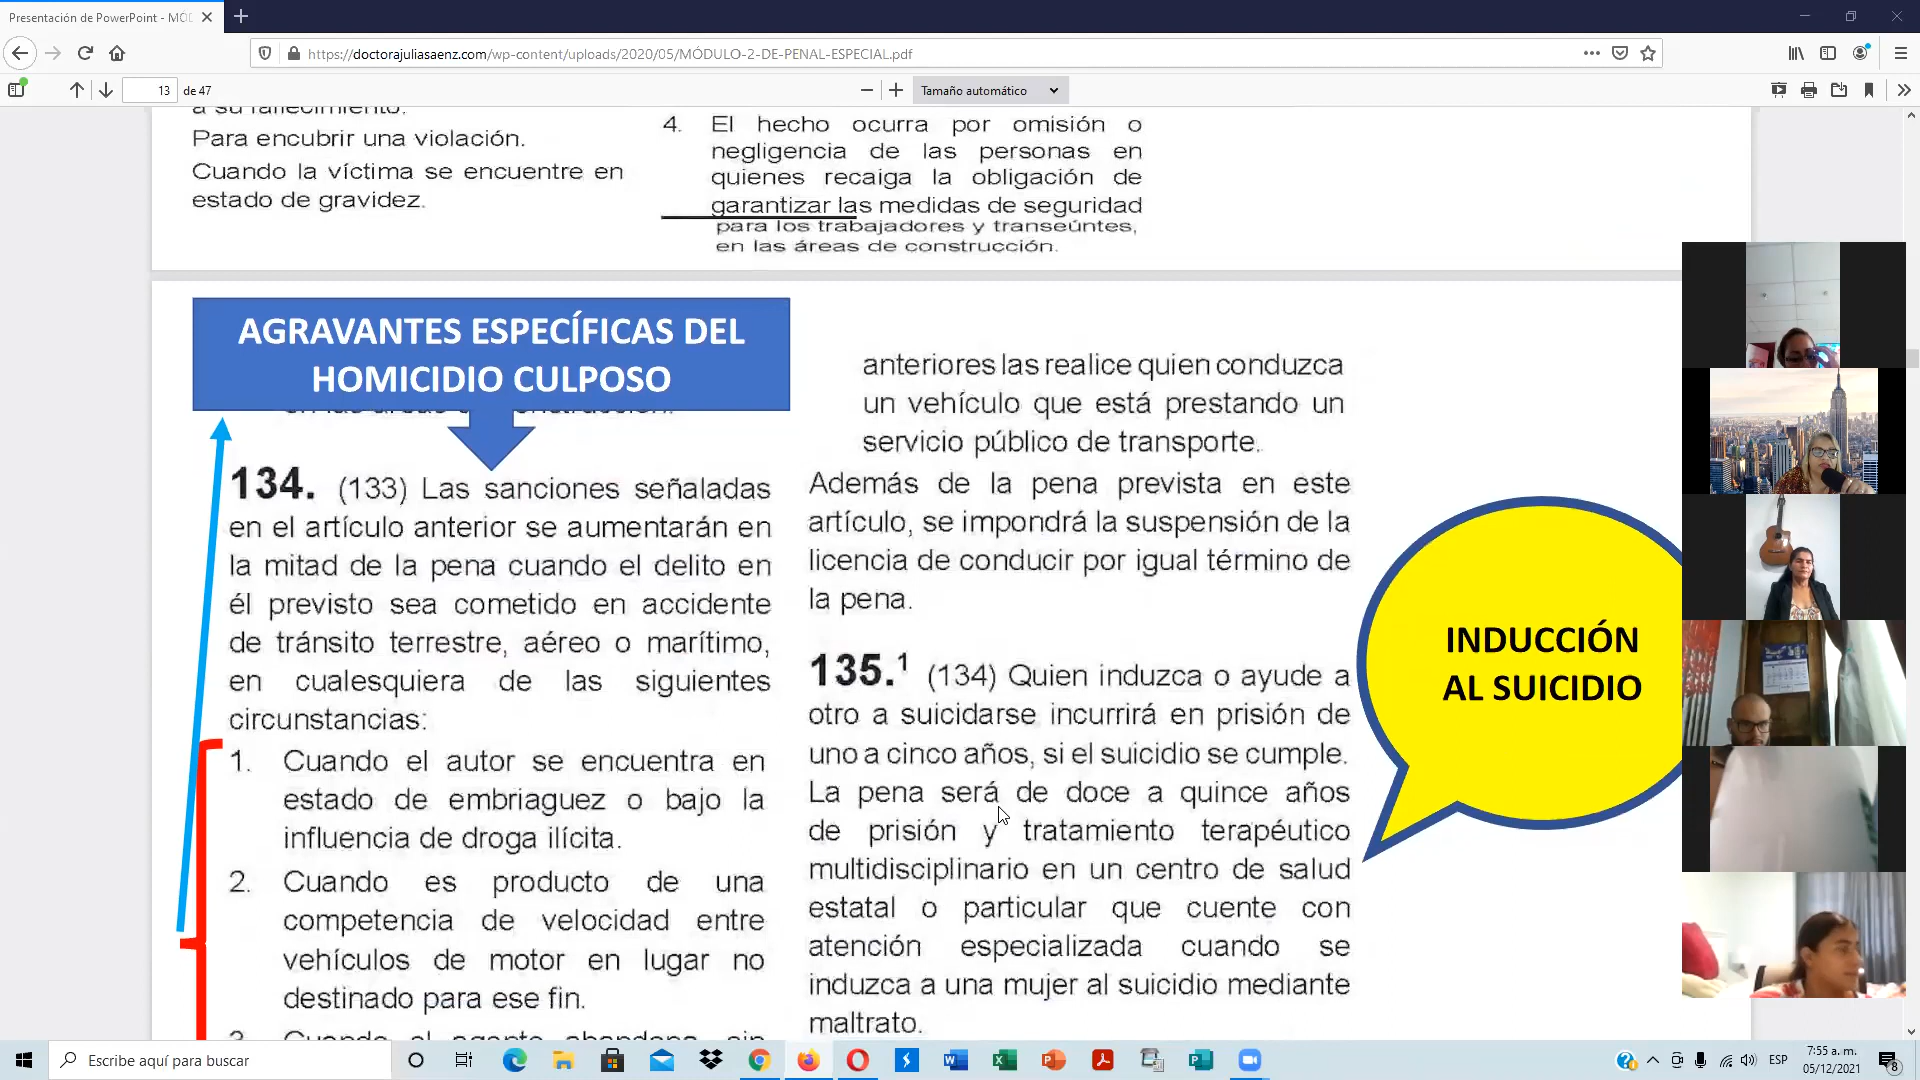 Presentación de PowerPoint - MÓD
https://doctorajuliasaenz.com/wp-content/uploads/2020/05/MÓDULO-2-DE-PENAL-ESPECIAL.pdf
13 de 47
Tamaño automático
a su fallecimiento.
Para encubrir una violación.
Cuando la víctima se encuentre en
estado de gravidez.
4. El hecho ocurra por omisión o
negligencia de las personas en
quienes recaiga la obligación de
garantizar las medidas de seguridad
para los trabajadores y transeúntes,
en las áreas de construcción.
AGRAVANTES ESPECÍFICAS DEL
HOMICIDIO CULPOSO
134. (133) Las sanciones señaladas
en el artículo anterior se aumentarán en
la mitad de la pena cuando el delito en
él previsto sea cometido en accidente
de tránsito terrestre, aéreo o marítimo,
en cualesquiera de las siguientes
circunstancias:
1. Cuando el autor se encuentra en
estado de embriaguez o bajo la
influencia de droga ilícita.
2. Cuando es producto de una
competencia de velocidad entre
vehículos de motor en lugar no
destinado para ese fin.
3. Cuando el agente abandona, sin
anteriores las realice quien conduzca
un vehículo que está prestando un
servicio público de transporte.
Además de la pena prevista en este
artículo, se impondrá la suspensión de la
licencia de conducir por igual término de
la pena.
135.¹ (134) Quien induzca o ayude a
otro a suicidarse incurrirá en prisión de
uno a cinco años, si el suicidio se cumple.
La pena será de doce a quince años
de prisión y tratamiento terapéutico
multidisciplinario en un centro de salud
estatal o particular que cuente con
atención especializada cuando se
induzca a una mujer al suicidio mediante
maltrato.
INDUCCIÓN
AL SUICIDIO
Escribe aquí para buscar
ESP
7:55 a. m.
05/12/2021
8